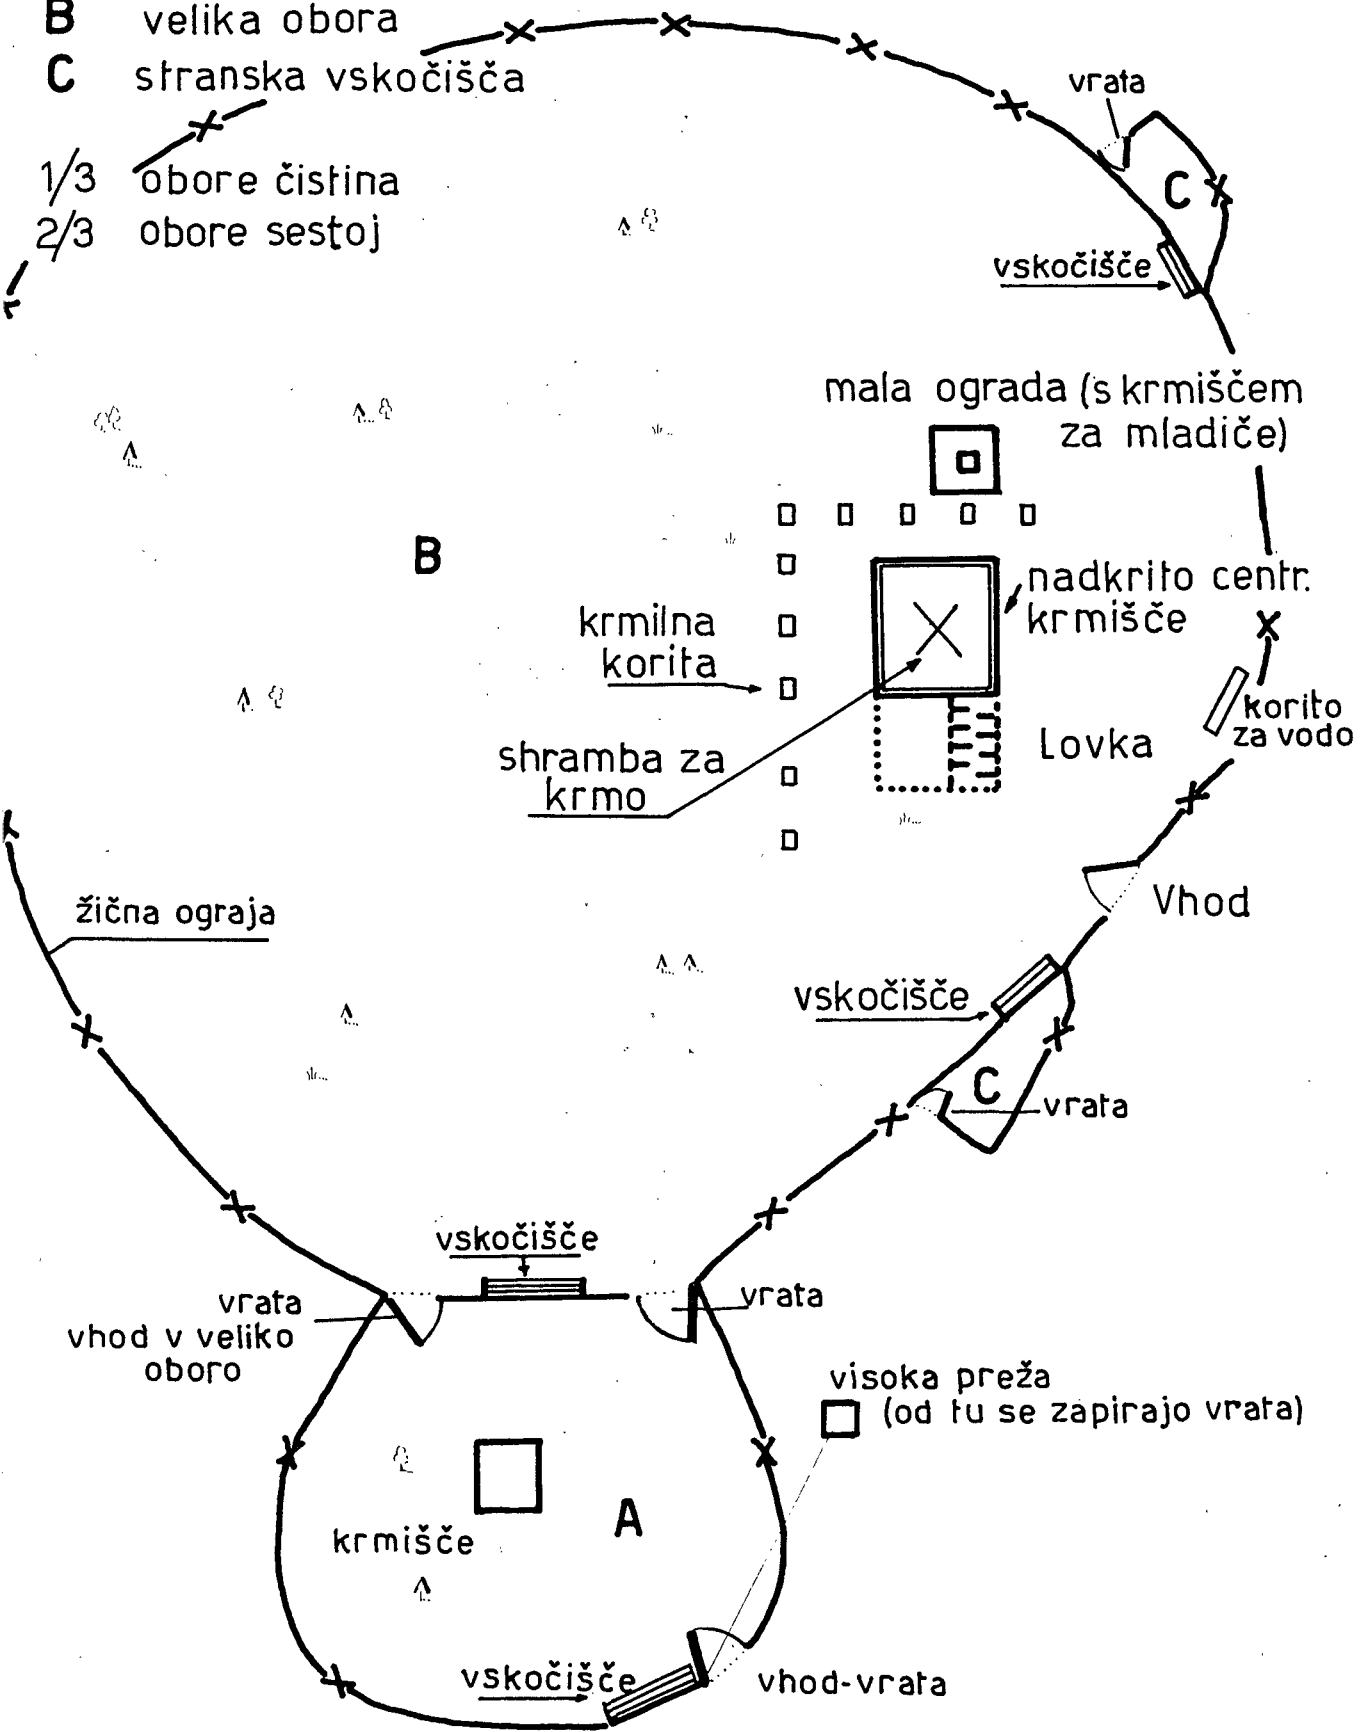 B velika obora
C stranska vskočišča
1/3 obore čistina
2/3 obore sestoj
vrata
C
vskočišče
mala ograda (s krmiščem
za mladiče)
B
nadkrito centr.
krmišče
krmilna
korita
korito
za vodo
Lovka
shramba za
krmo
Vhod
žična ograja
vskočišče
C
vrata
vskočišče
vrata
vhod v veliko
oboro
vrata
visoka preža
(od tu se zapirajo vrata)
A
krmišče
vskočišče
vhod-vrata